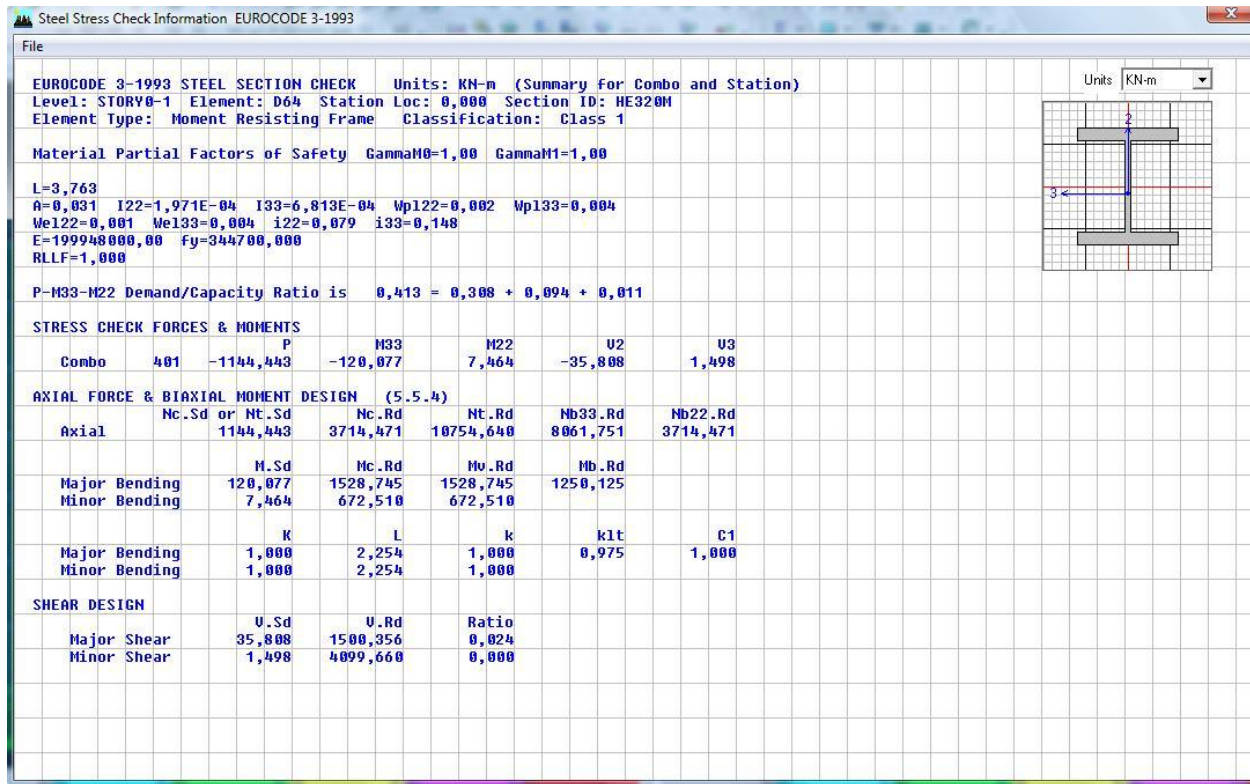 Steel Stress Check Information EUROCODE 3-1993
File
EUROCODE 3-1993 STEEL SECTION CHECK Units: KN-m (Summary for Combo and Station)
Level: STORY0-1 Element: D64 Station Loc: 0,000 Section ID: HE320M
Element Type: Moment Resisting Frame Classification: Class 1
Units KN-m
2
3
Material Partial Factors of Safety GammaM0=1,00 GammaM1=1,00
L=3,763
A=0,031 I22=1,971E-04 I33=6,813E-04 Wpl22=0,002 Wpl33=0,004
Wel22=0,001 Wel33=0,004 i22=0,079 i33=0,148
E=199948000,00 fy=344700,000
RLLF=1,000
P-M33-M22 Demand/Capacity Ratio is 0,413 = 0,308 + 0,094 + 0,011
STRESS CHECK FORCES & MOMENTS
P M33 M22 U2 U3
Combo 401 -1144,443 -120,077 7,464 -35,808 1,498
AXIAL FORCE & BIAXIAL MOMENT DESIGN (5.5.4)
Nc.Sd or Nt.Sd Nc.Rd Nt.Rd Nb33.Rd Nb22.Rd
Axial 1144,443 3714,471 10754,640 8061,751 3714,471
M.Sd Mc.Rd Mv.Rd Mb.Rd
Major Bending 120,077 1528,745 1528,745 1250,125
Minor Bending 7,464 672,510 672,510
K L k klt C1
Major Bending 1,000 2,254 1,000 0,975 1,000
Minor Bending 1,000 2,254 1,000
SHEAR DESIGN
V.Sd V.Rd Ratio
Major Shear 35,808 1500,356 0,024
Minor Shear 1,498 4099,660 0,000